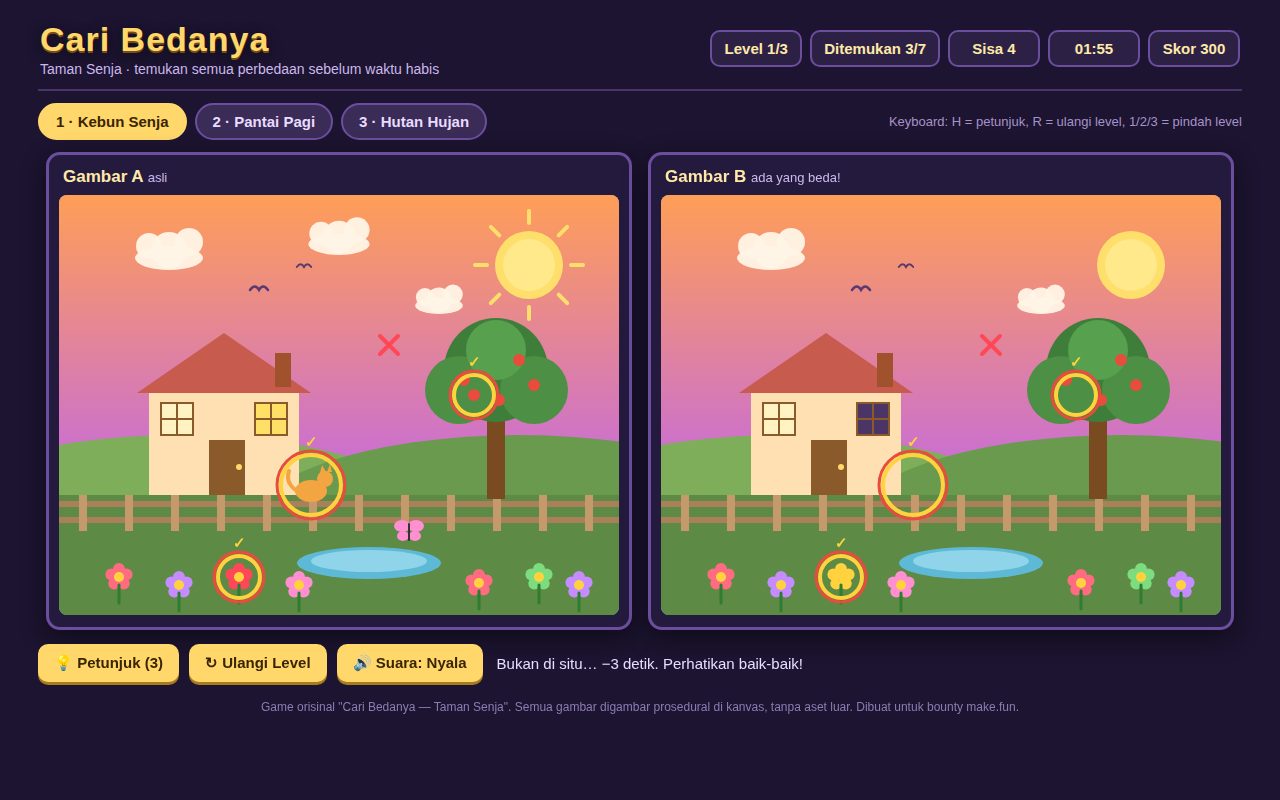 Cari Bedanya
Taman Senja · temukan semua perbedaan sebelum waktu habis
Level 1/3
Ditemukan 3/7
Sisa 4
01:55
Skor 300
1 · Kebun Senja
2 · Pantai Pagi
3 · Hutan Hujan
Keyboard: H = petunjuk, R = ulangi level, 1/2/3 = pindah level
Gambar A asli
Gambar B ada yang beda!
💡 Petunjuk (3)
↻ Ulangi Level
🔊 Suara: Nyala
Bukan di situ… −3 detik. Perhatikan baik-baik!
Game orisinal "Cari Bedanya — Taman Senja". Semua gambar digambar prosedural di kanvas, tanpa aset luar. Dibuat untuk bounty make.fun.